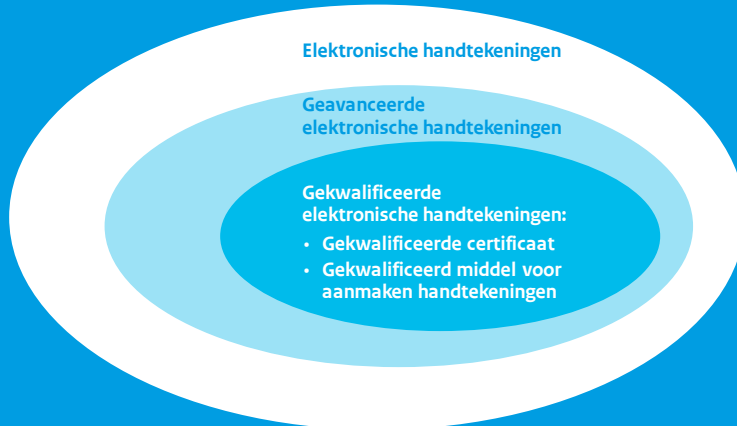 Elektronische handtekeningen
Geavanceerde
elektronische handtekeningen
Gekwalificeerde
elektronische handtekeningen:
• Gekwalificeerde certificaat
• Gekwalificeerd middel voor
aanmaken handtekeningen